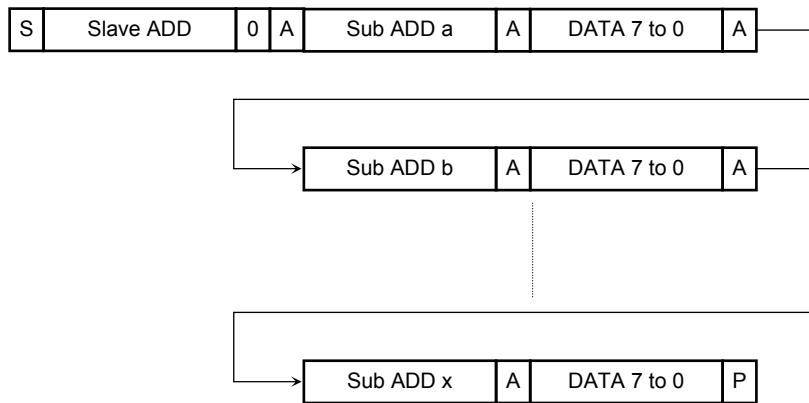 S Slave ADD 0 A Sub ADD a A DATA 7 to 0 A
Sub ADD b A DATA 7 to 0 A
Sub ADD x A DATA 7 to 0 P